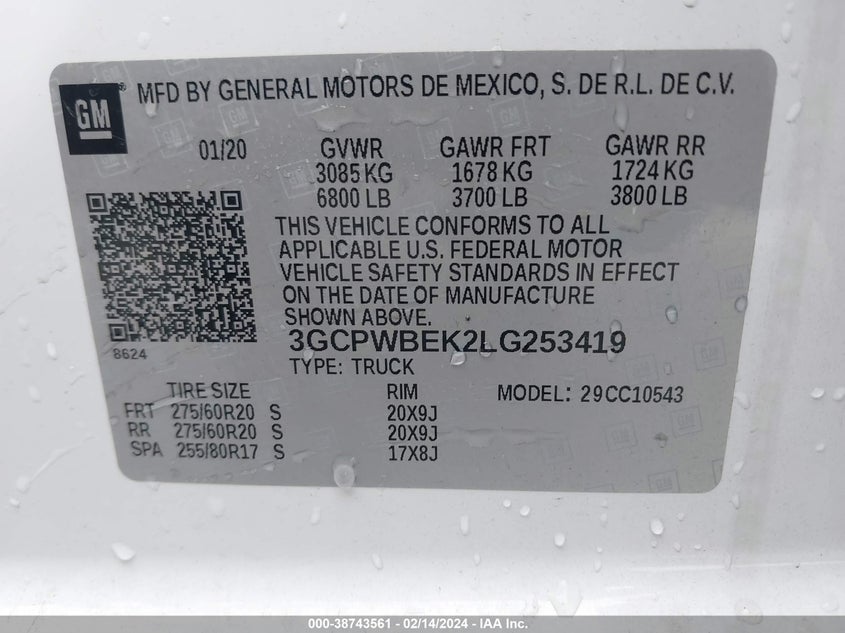 GM ® MFD BY GENERAL MOTORS DE MEXICO, S. DE R.L. DE C.V.
01/20 GVWR GAWR FRT GAWR RR
3085 KG 1678 KG 1724 KG
6800 LB 3700 LB 3800 LB
THIS VEHICLE CONFORMS TO ALL
APPLICABLE U.S. FEDERAL MOTOR
VEHICLE SAFETY STANDARDS IN EFFECT
ON THE DATE OF MANUFACTURE
SHOWN ABOVE.
3GCPWBEK2LG253419
8624
TYPE: TRUCK
TIRE SIZE RIM MODEL: 29CC10543
FRT 275/60R20 S 20X9J
RR 275/60R20 S 20X9J
SPA 255/80R17 S 17X8J
000-38743561 - 02/14/2024 - IAA Inc.